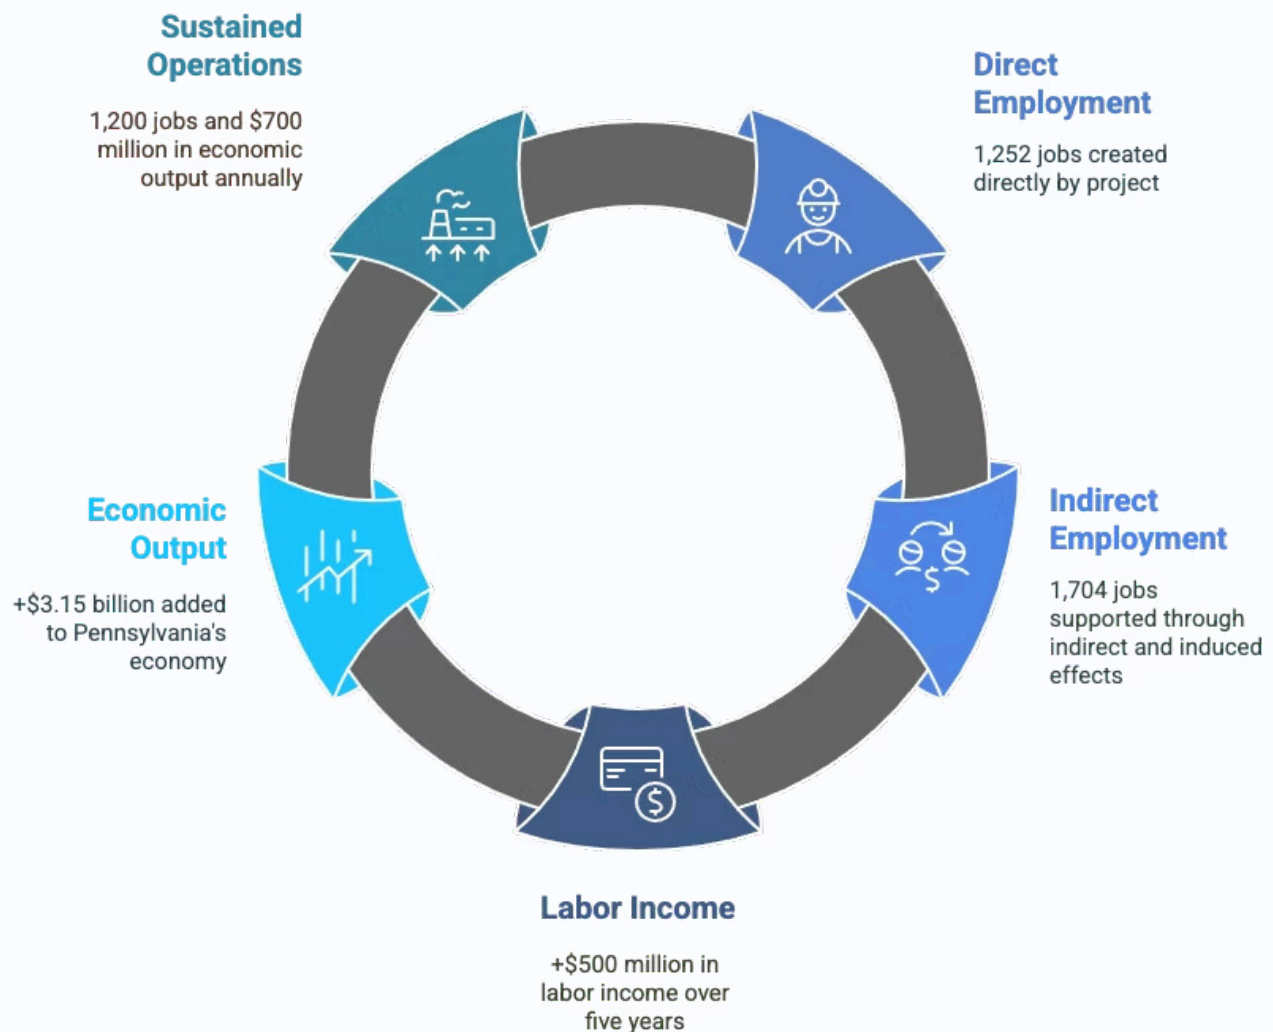 Sustained
Operations
1,200 jobs and $700
million in economic
output annually
Direct
Employment
1,252 jobs created
directly by project
Indirect
Employment
1,704 jobs
supported through
indirect and induced
effects
Labor Income
+$500 million in
labor income over
five years
Economic
Output
+$3.15 billion added
to Pennsylvania's
economy
$
$